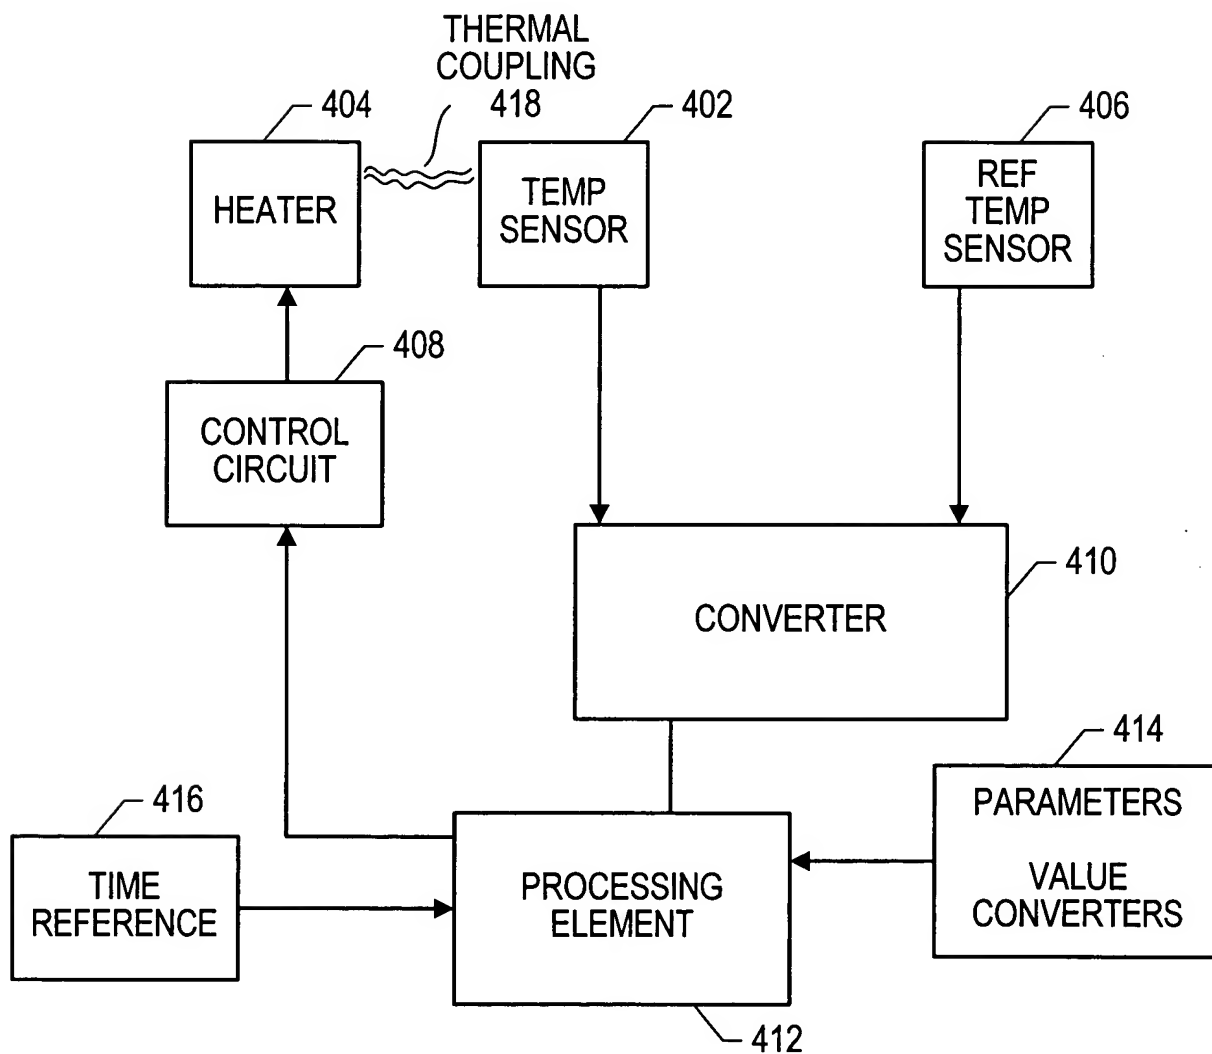 THERMAL
COUPLING
418
404
402
406
HEATER
TEMP
SENSOR
REF
TEMP
SENSOR
408
CONTROL
CIRCUIT
410
CONVERTER
414
PARAMETERS
VALUE
CONVERTERS
416
TIME
REFERENCE
PROCESSING
ELEMENT
412